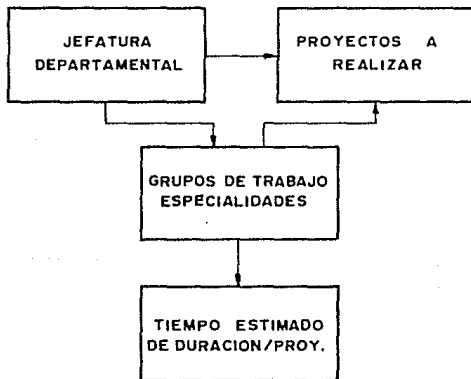 JEFATURA
DEPARTAMENTAL
PROYECTOS A
REALIZAR
GRUPOS DE TRABAJO
ESPECIALIDADES
TIEMPO ESTIMADO
DE DURACION/PROY.